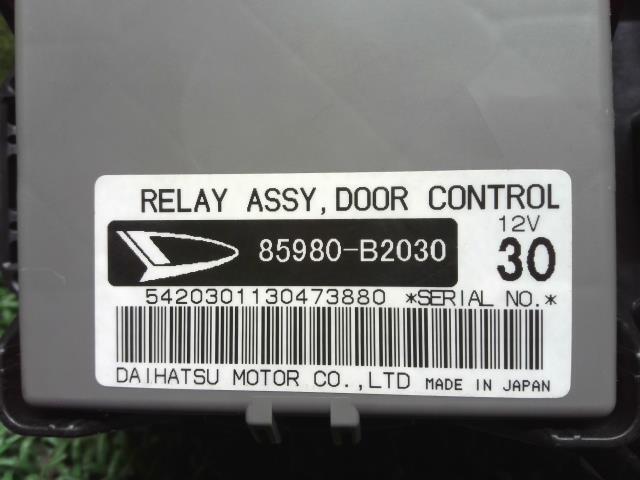 RELAY ASSY, DOOR CONTROL
12V
85980-B2030
30
5420301130473880 *SERIAL NO.*
DAIHATSU MOTOR CO.,LTD MADE IN JAPAN